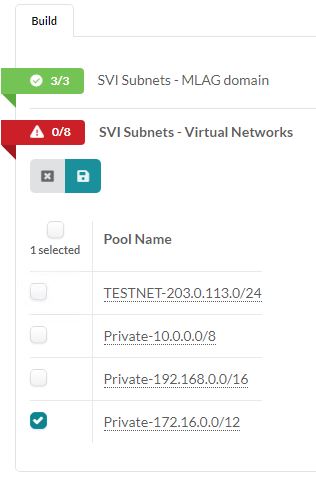 Build
3/3 SVI Subnets - MLAG domain
0/8 SVI Subnets - Virtual Networks
1 selected Pool Name
TESTNET-203.0.113.0/24
Private-10.0.0.0/8
Private-192.168.0.0/16
Private-172.16.0.0/12